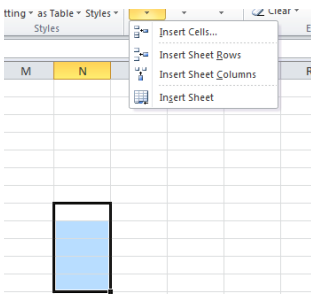 tting as Table Styles
Clear
Styles
E
Insert Cells...
Insert Sheet Rows
Insert Sheet Columns
Insert Sheet
M N R